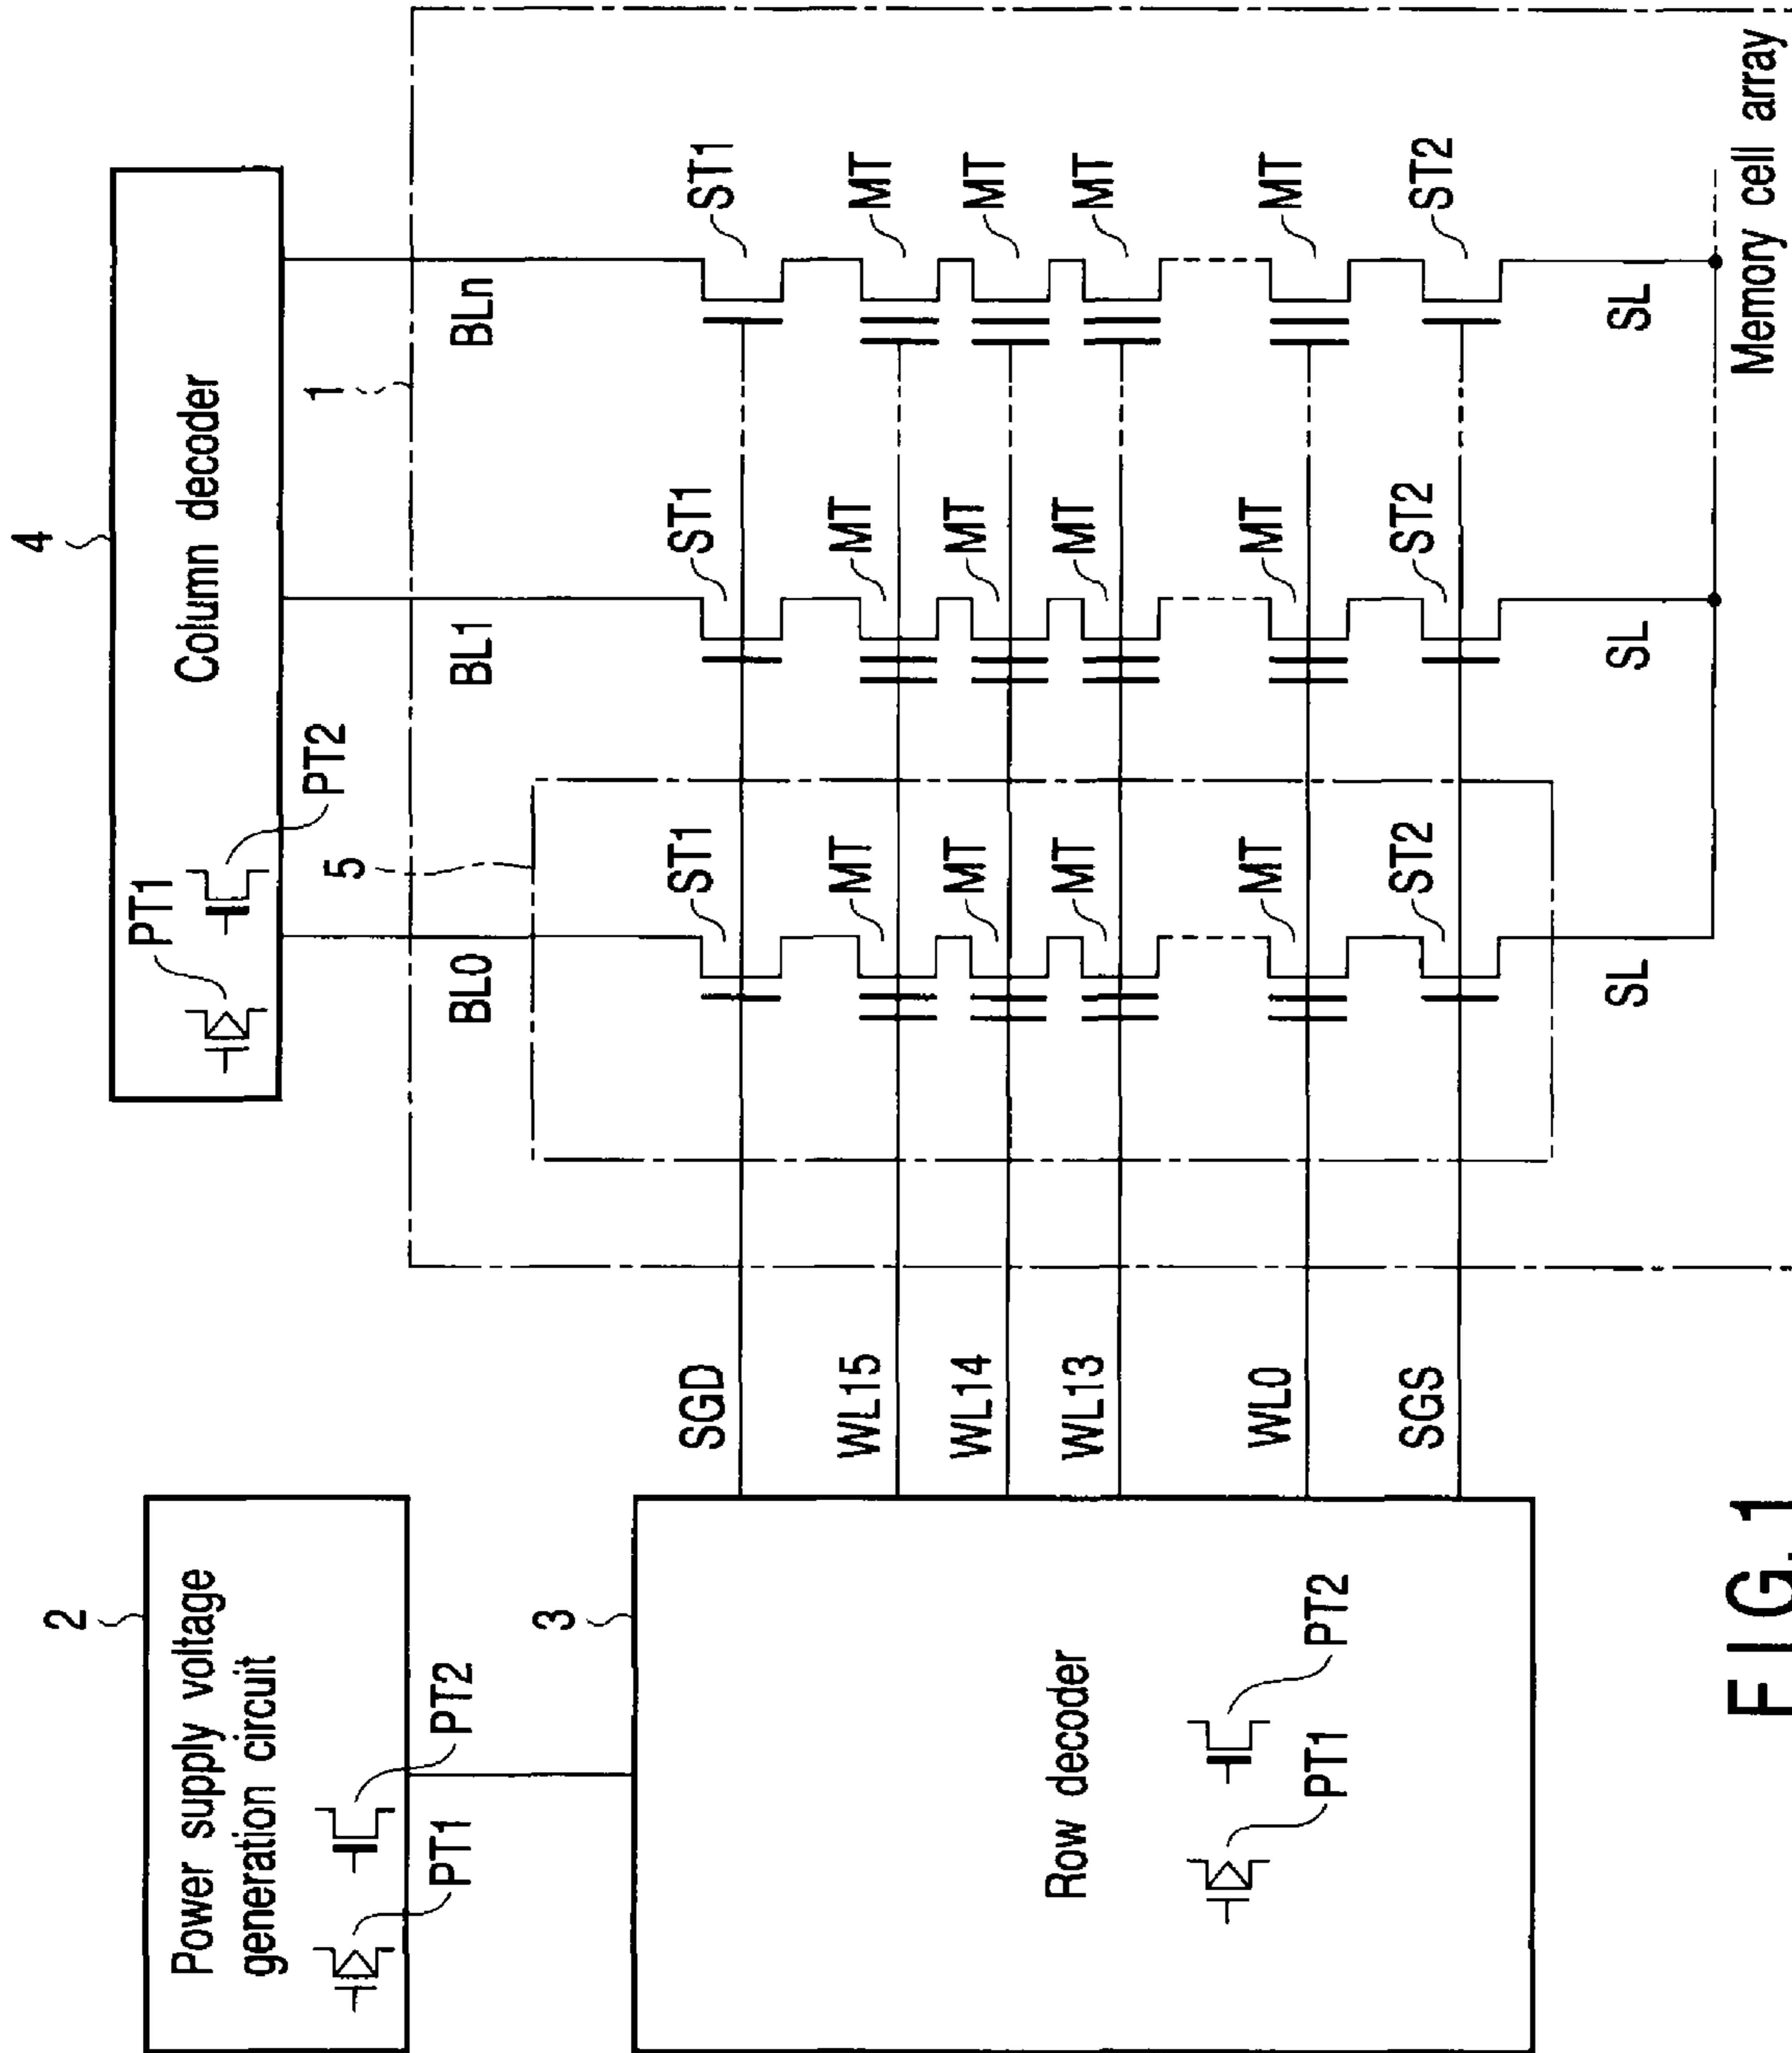 4
2
Power supply voltage
generation circuit
PT1
PT2
Column decoder
PT1
PT2
1
5
BL0
BL1
BLn
3
Row decoder
PT1
PT2
SGD
ST1
ST1
ST1
WL15
MT
MT
MT
WL14
MT
MT
MT
WL13
MT
MT
MT
WL0
MT
MT
MT
SGS
ST2
ST2
ST2
SL
SL
SL
Memory cell array
FIG.1